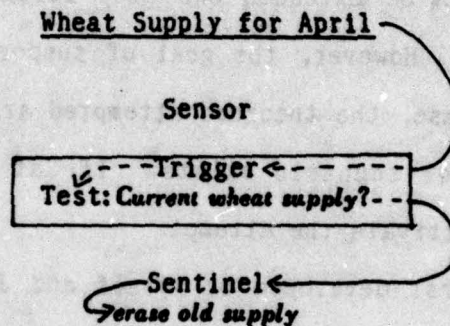 Wheat Supply for April
Sensor
Trigger
Test: Current wheat supply?
Sentinel
erase old supply